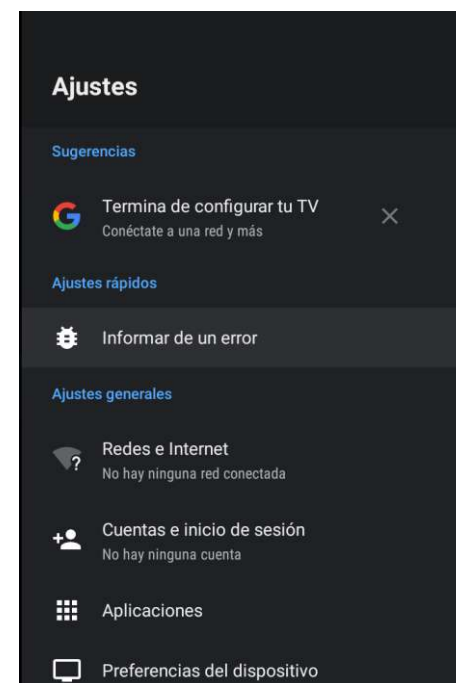 Ajustes
Sugerencias
Termina de configurar tu TV
Conéctate a una red y más
Ajustes rápidos
Informar de un error
Ajustes generales
Redes e Internet
No hay ninguna red conectada
Cuentas e inicio de sesión
No hay ninguna cuenta
Aplicaciones
Preferencias del dispositivo